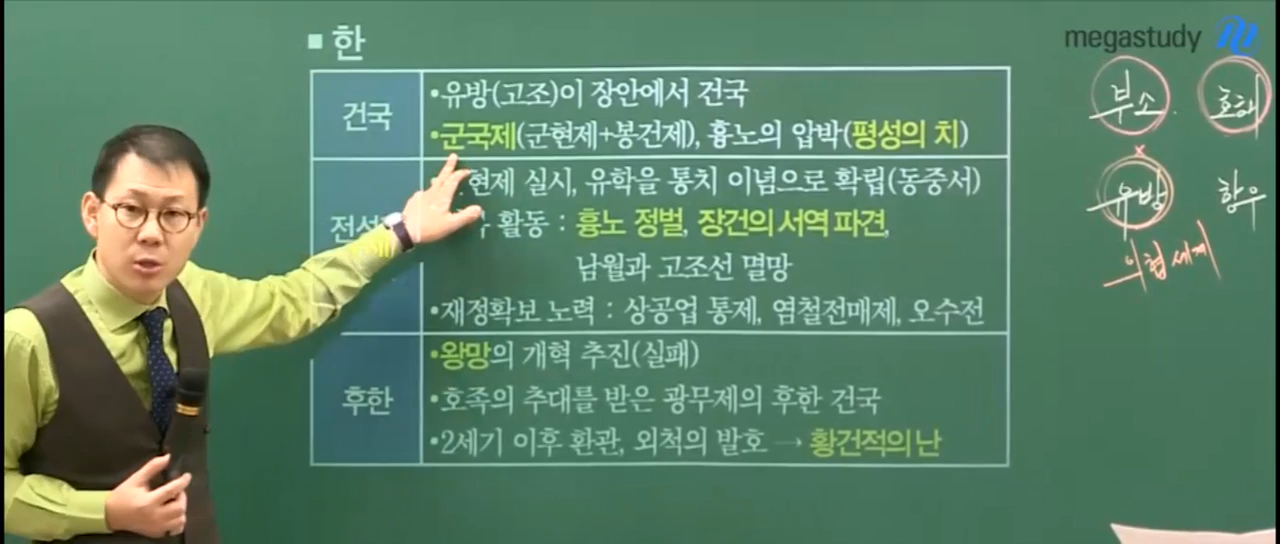 megastudy
■ 한
건국
•유방(고조)이 장안에서 건국
•군국제(군현제+봉건제), 흉노의 압박(평성의 치)
현제 실시, 유학을 통치 이념으로 확립(동중서)
활동 : 흉노 정벌, 장건의 서역 파견,
남월과 고조선 멸망
•재정확보 노력 : 상공업 통제, 염철전매제, 오수전
후한
•왕망의 개혁 추진(실패)
•호족의 추대를 받은 광무제의 후한 건국
•2세기 이후 환관, 외척의 발호 → 황건적의 난
부소. 호해
유방 항우
의협세계